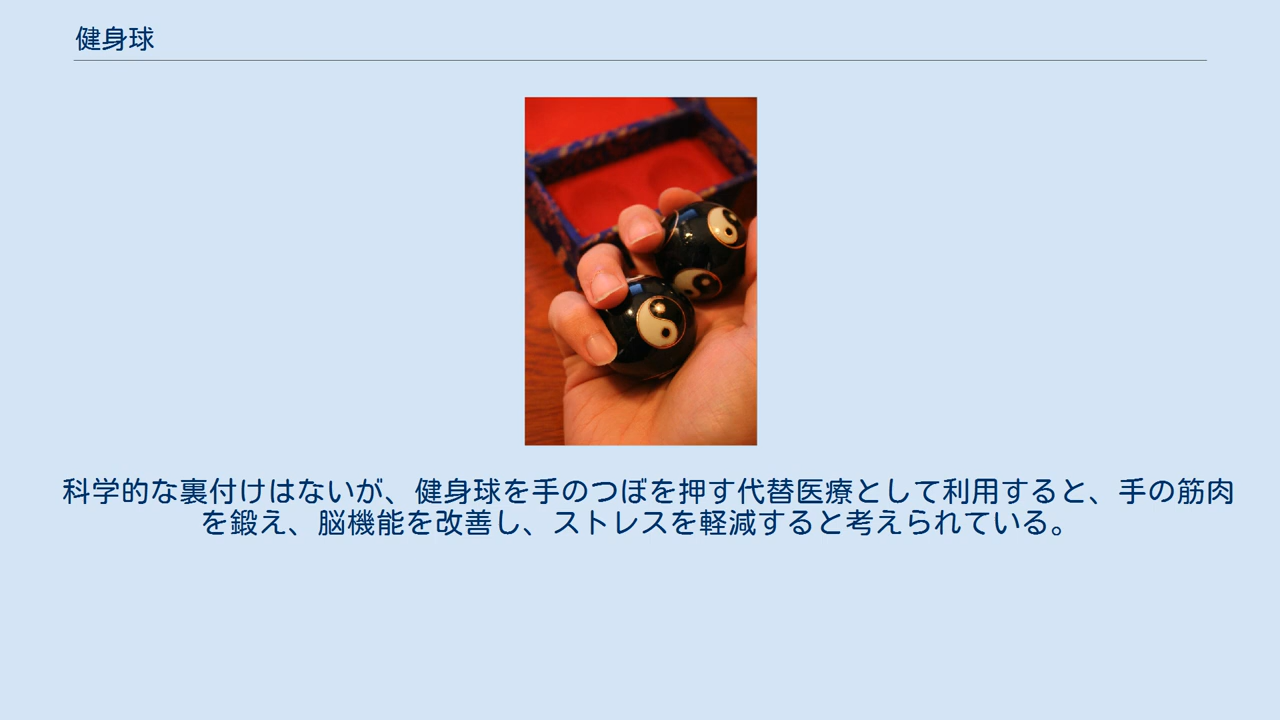 健身球
科学的な裏付けはないが、健身球を手のつぼを押す代替医療として利用すると、手の筋肉
を鍛え、脳機能を改善し、ストレスを軽減すると考えられている。